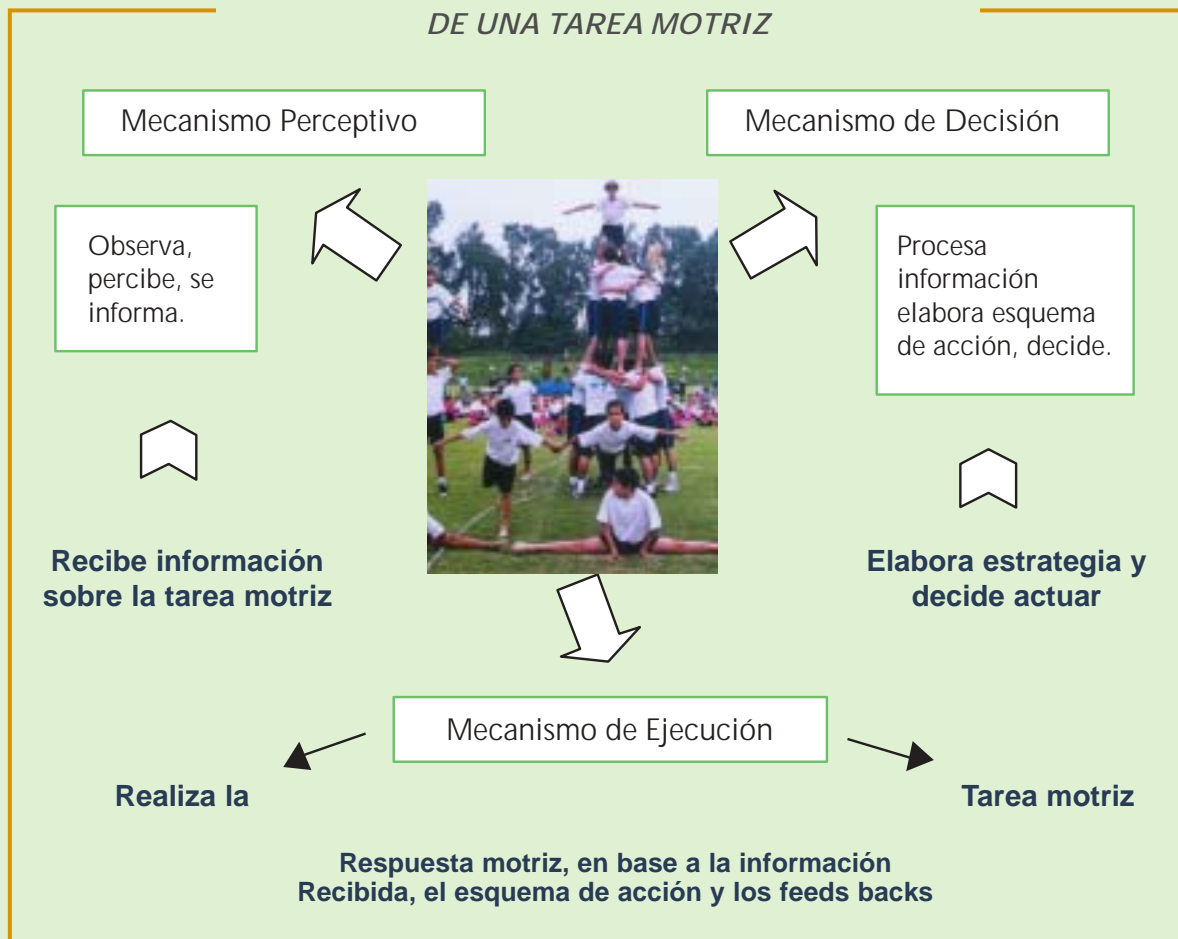 DE UNA TAREA MOTRIZ
Mecanismo Perceptivo
Mecanismo de Decisión
Observa,
percibe, se
informa.
Procesa
información
elabora esquema
de acción, decide.
Recibe información
sobre la tarea motriz
Elabora estrategia y
decide actuar
Mecanismo de Ejecución
Realiza la
Tarea motriz
Respuesta motriz, en base a la información
Recibida, el esquema de acción y los feeds backs